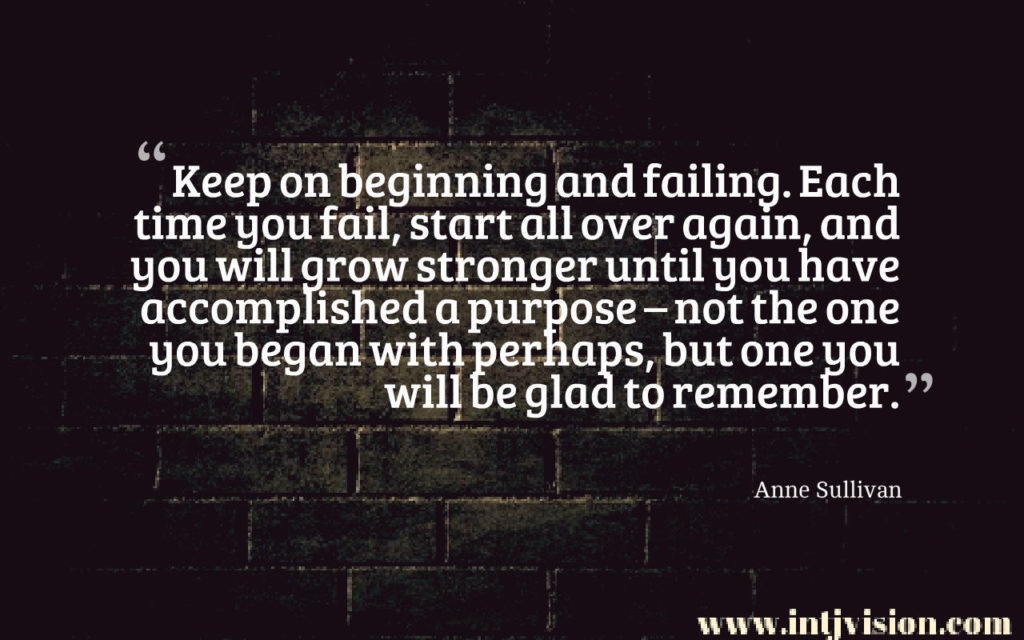 “Keep on beginning and failing. Each
time you fail, start all over again, and
you will grow stronger until you have
accomplished a purpose – not the one
you began with perhaps, but one you
will be glad to remember.”
Anne Sullivan
www.intjvision.com